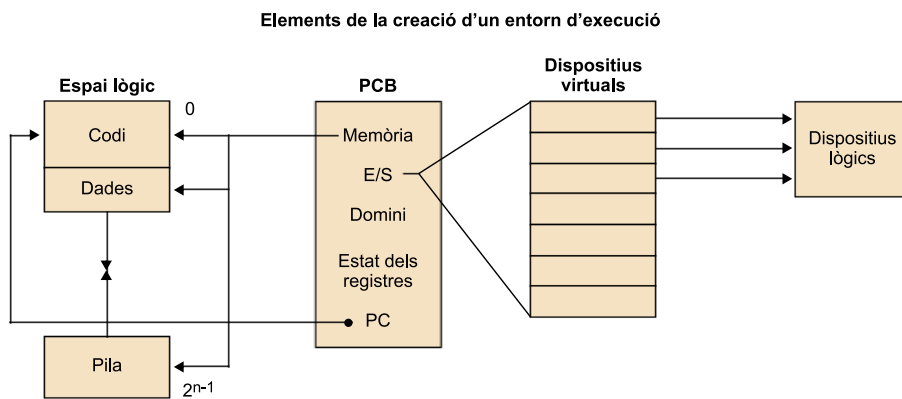 Elements de la creació d'un entorn d'execució
Espai lògic
0
Codi
Dades
Pila
2n-1
PCB
Memòria
E/S
Domini
Estat dels
registres
PC
Dispositius
virtuals
Dispositius
lògics